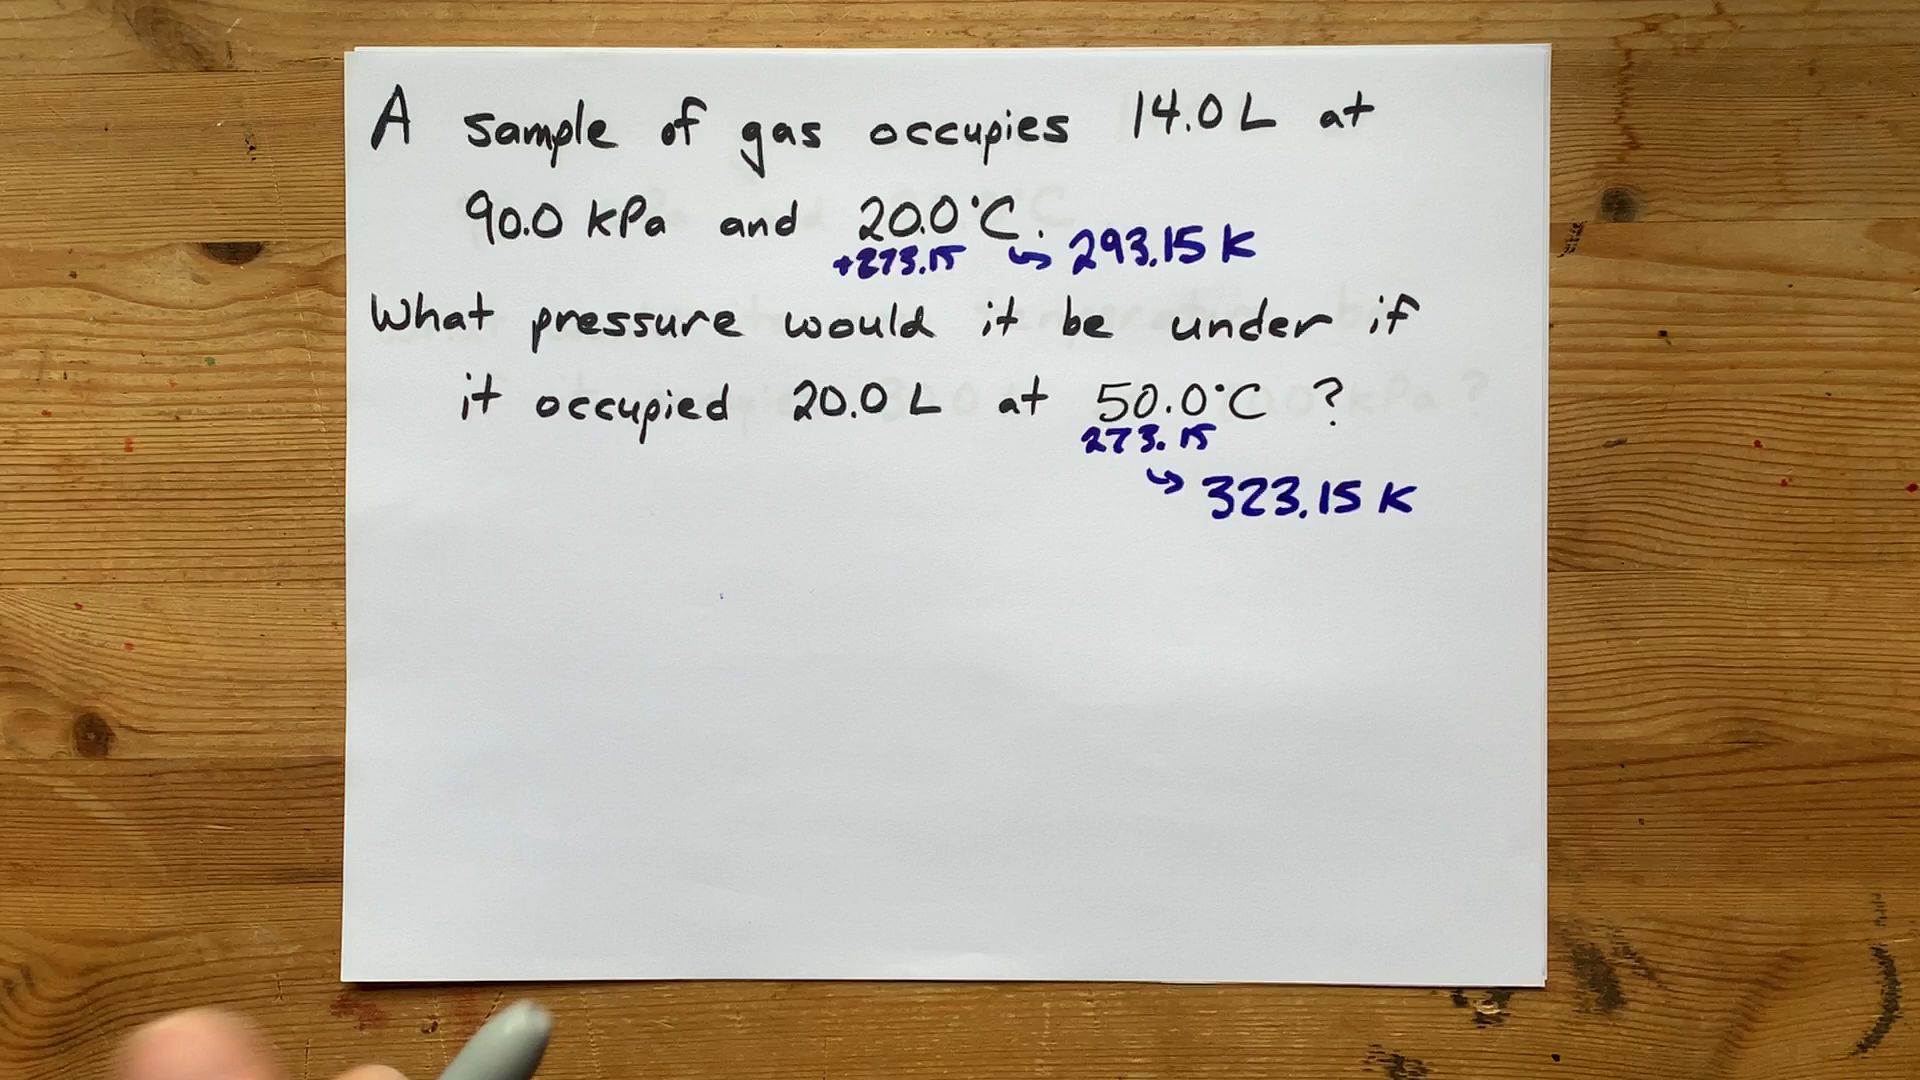 A sample of gas occupies 14.0 L at
90.0 kPa and 20.0°C.
+273.15 ↪ 293.15 K
What pressure would it be under if
it occupied 20.0 L at 50.0°C ?
273.15
↪ 323.15 K